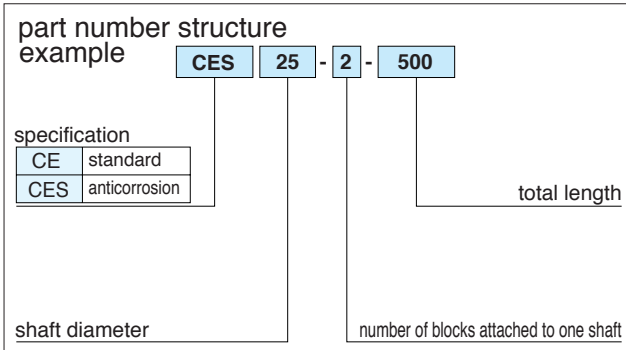 part number structure
example
CES 25 - 2 - 500
specification
CE standard
CES anticorrosion
total length
shaft diameter
number of blocks attached to one shaft